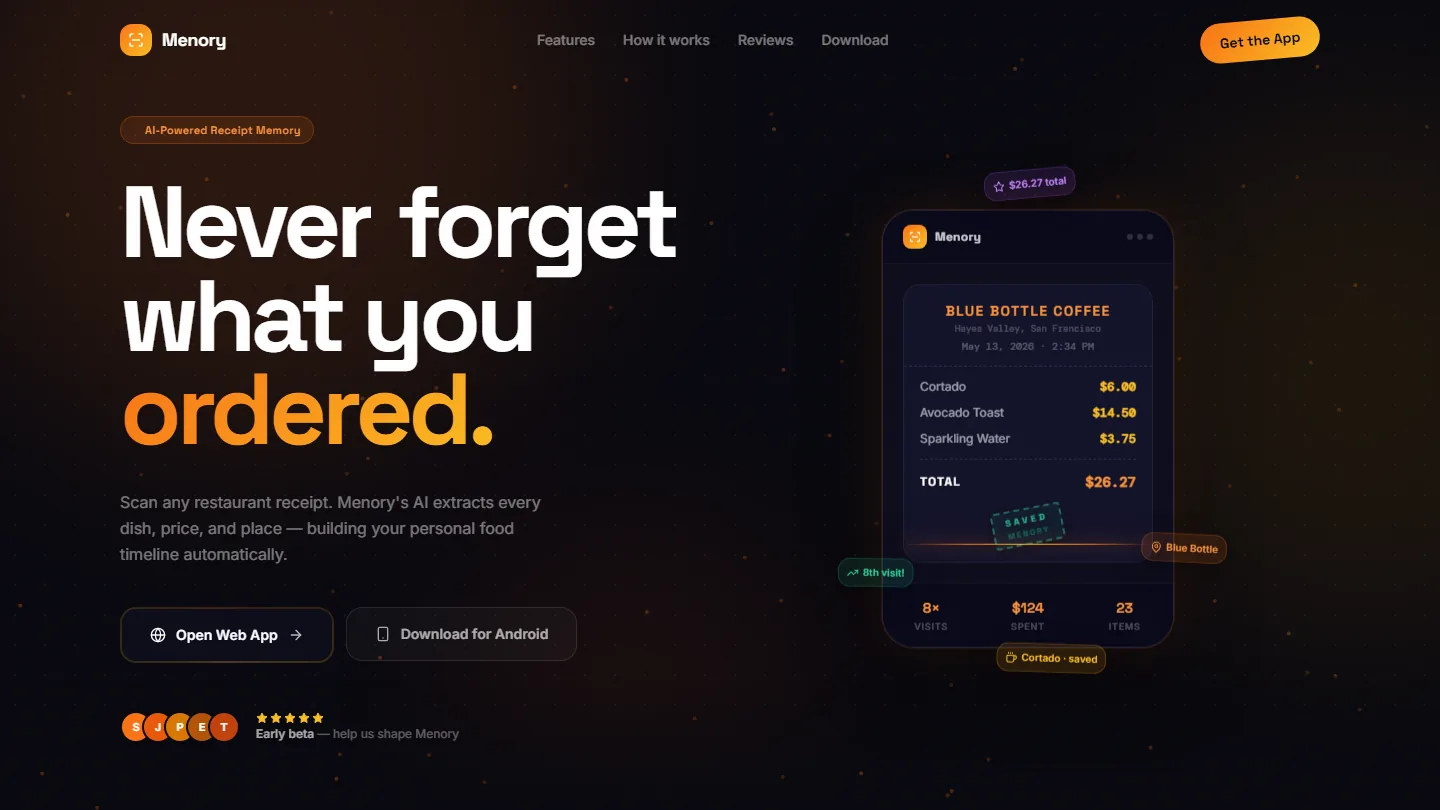 Menory
Features
How it works
Reviews
Download
Get the App
AI-Powered Receipt Memory
Never forget
what you
ordered.
Scan any restaurant receipt. Menory's AI extracts every
dish, price, and place — building your personal food
timeline automatically.
Open Web App →
Download for Android
S J P E T
★★★★★
Early beta — help us shape Menory
$26.27 total
Menory
BLUE BOTTLE COFFEE
Hayes Valley, San Francisco
May 13, 2026 · 2:34 PM
Cortado $6.00
Avocado Toast $14.50
Sparkling Water $3.75
TOTAL $26.27
SAVED
MEMORY
Blue Bottle
8th visit!
8× $124 23
VISITS SPENT ITEMS
Cortado · saved